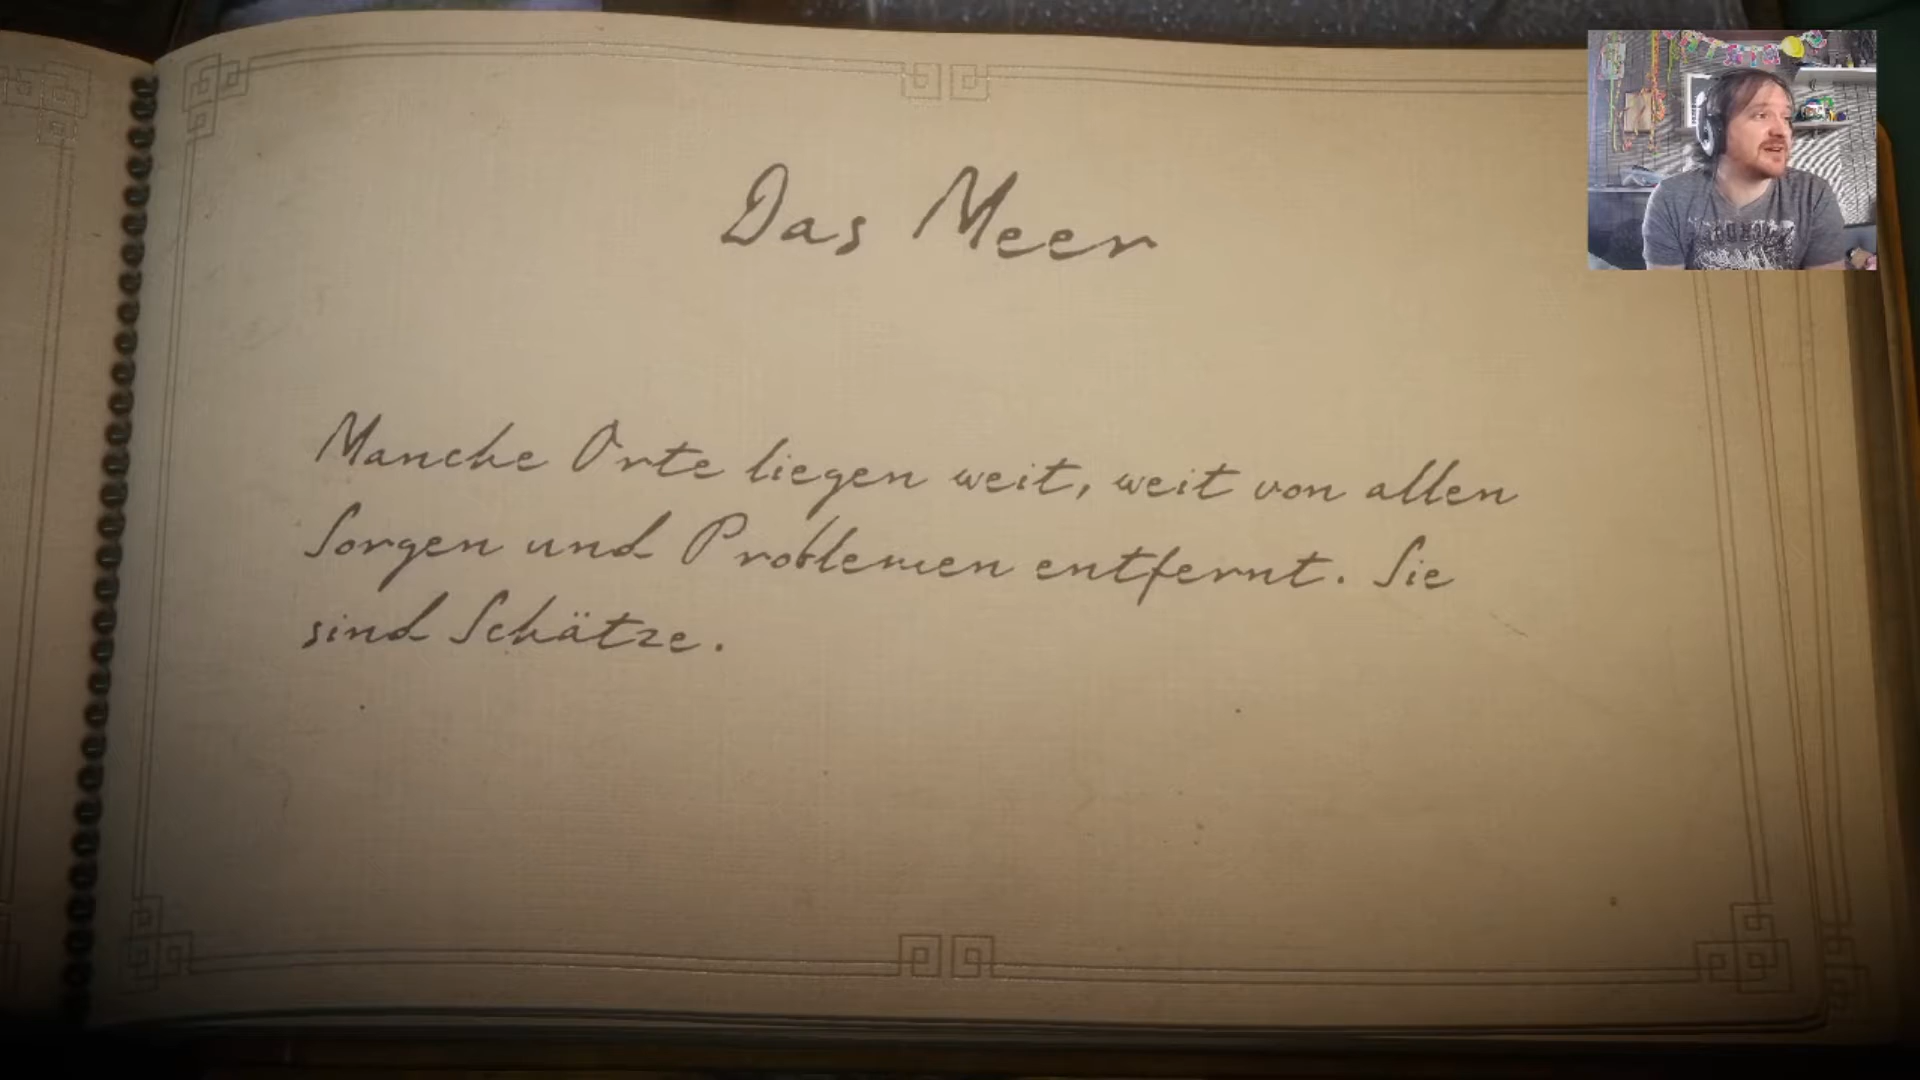 Das Meer
Manche Orte liegen weit, weit von allen
Sorgen und Problemen entfernt. Sie
sind Schätze.